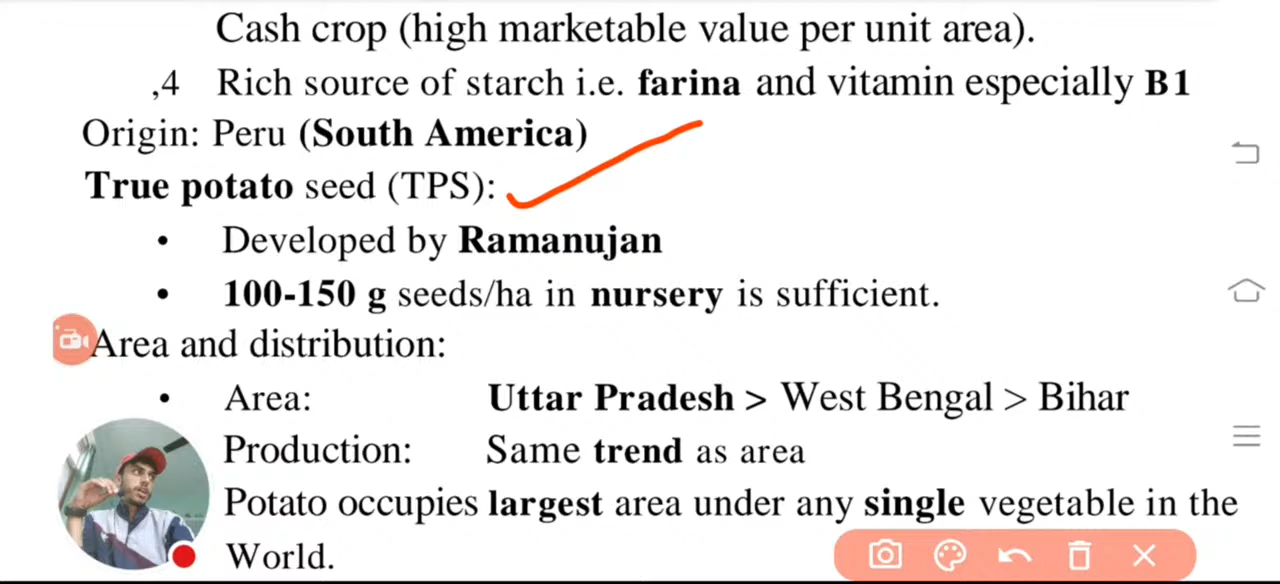 Cash crop (high marketable value per unit area).
,4 Rich source of starch i.e. farina and vitamin especially B1
Origin: Peru (South America)
True potato seed (TPS):
• Developed by Ramanujan
• 100-150 g seeds/ha in nursery is sufficient.
Area and distribution:
• Area: Uttar Pradesh > West Bengal > Bihar
Production: Same trend as area
Potato occupies largest area under any single vegetable in the
World.